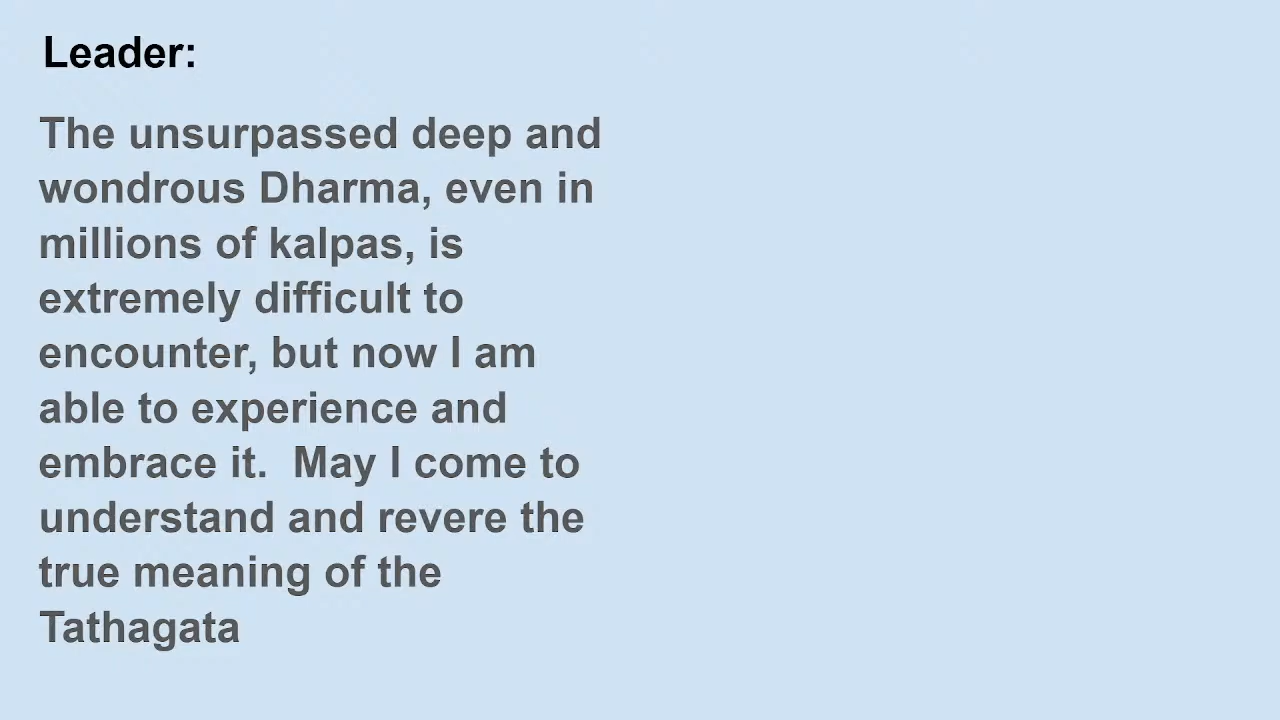 Leader:
The unsurpassed deep and
wondrous Dharma, even in
millions of kalpas, is
extremely difficult to
encounter, but now I am
able to experience and
embrace it.  May I come to
understand and revere the
true meaning of the
Tathagata